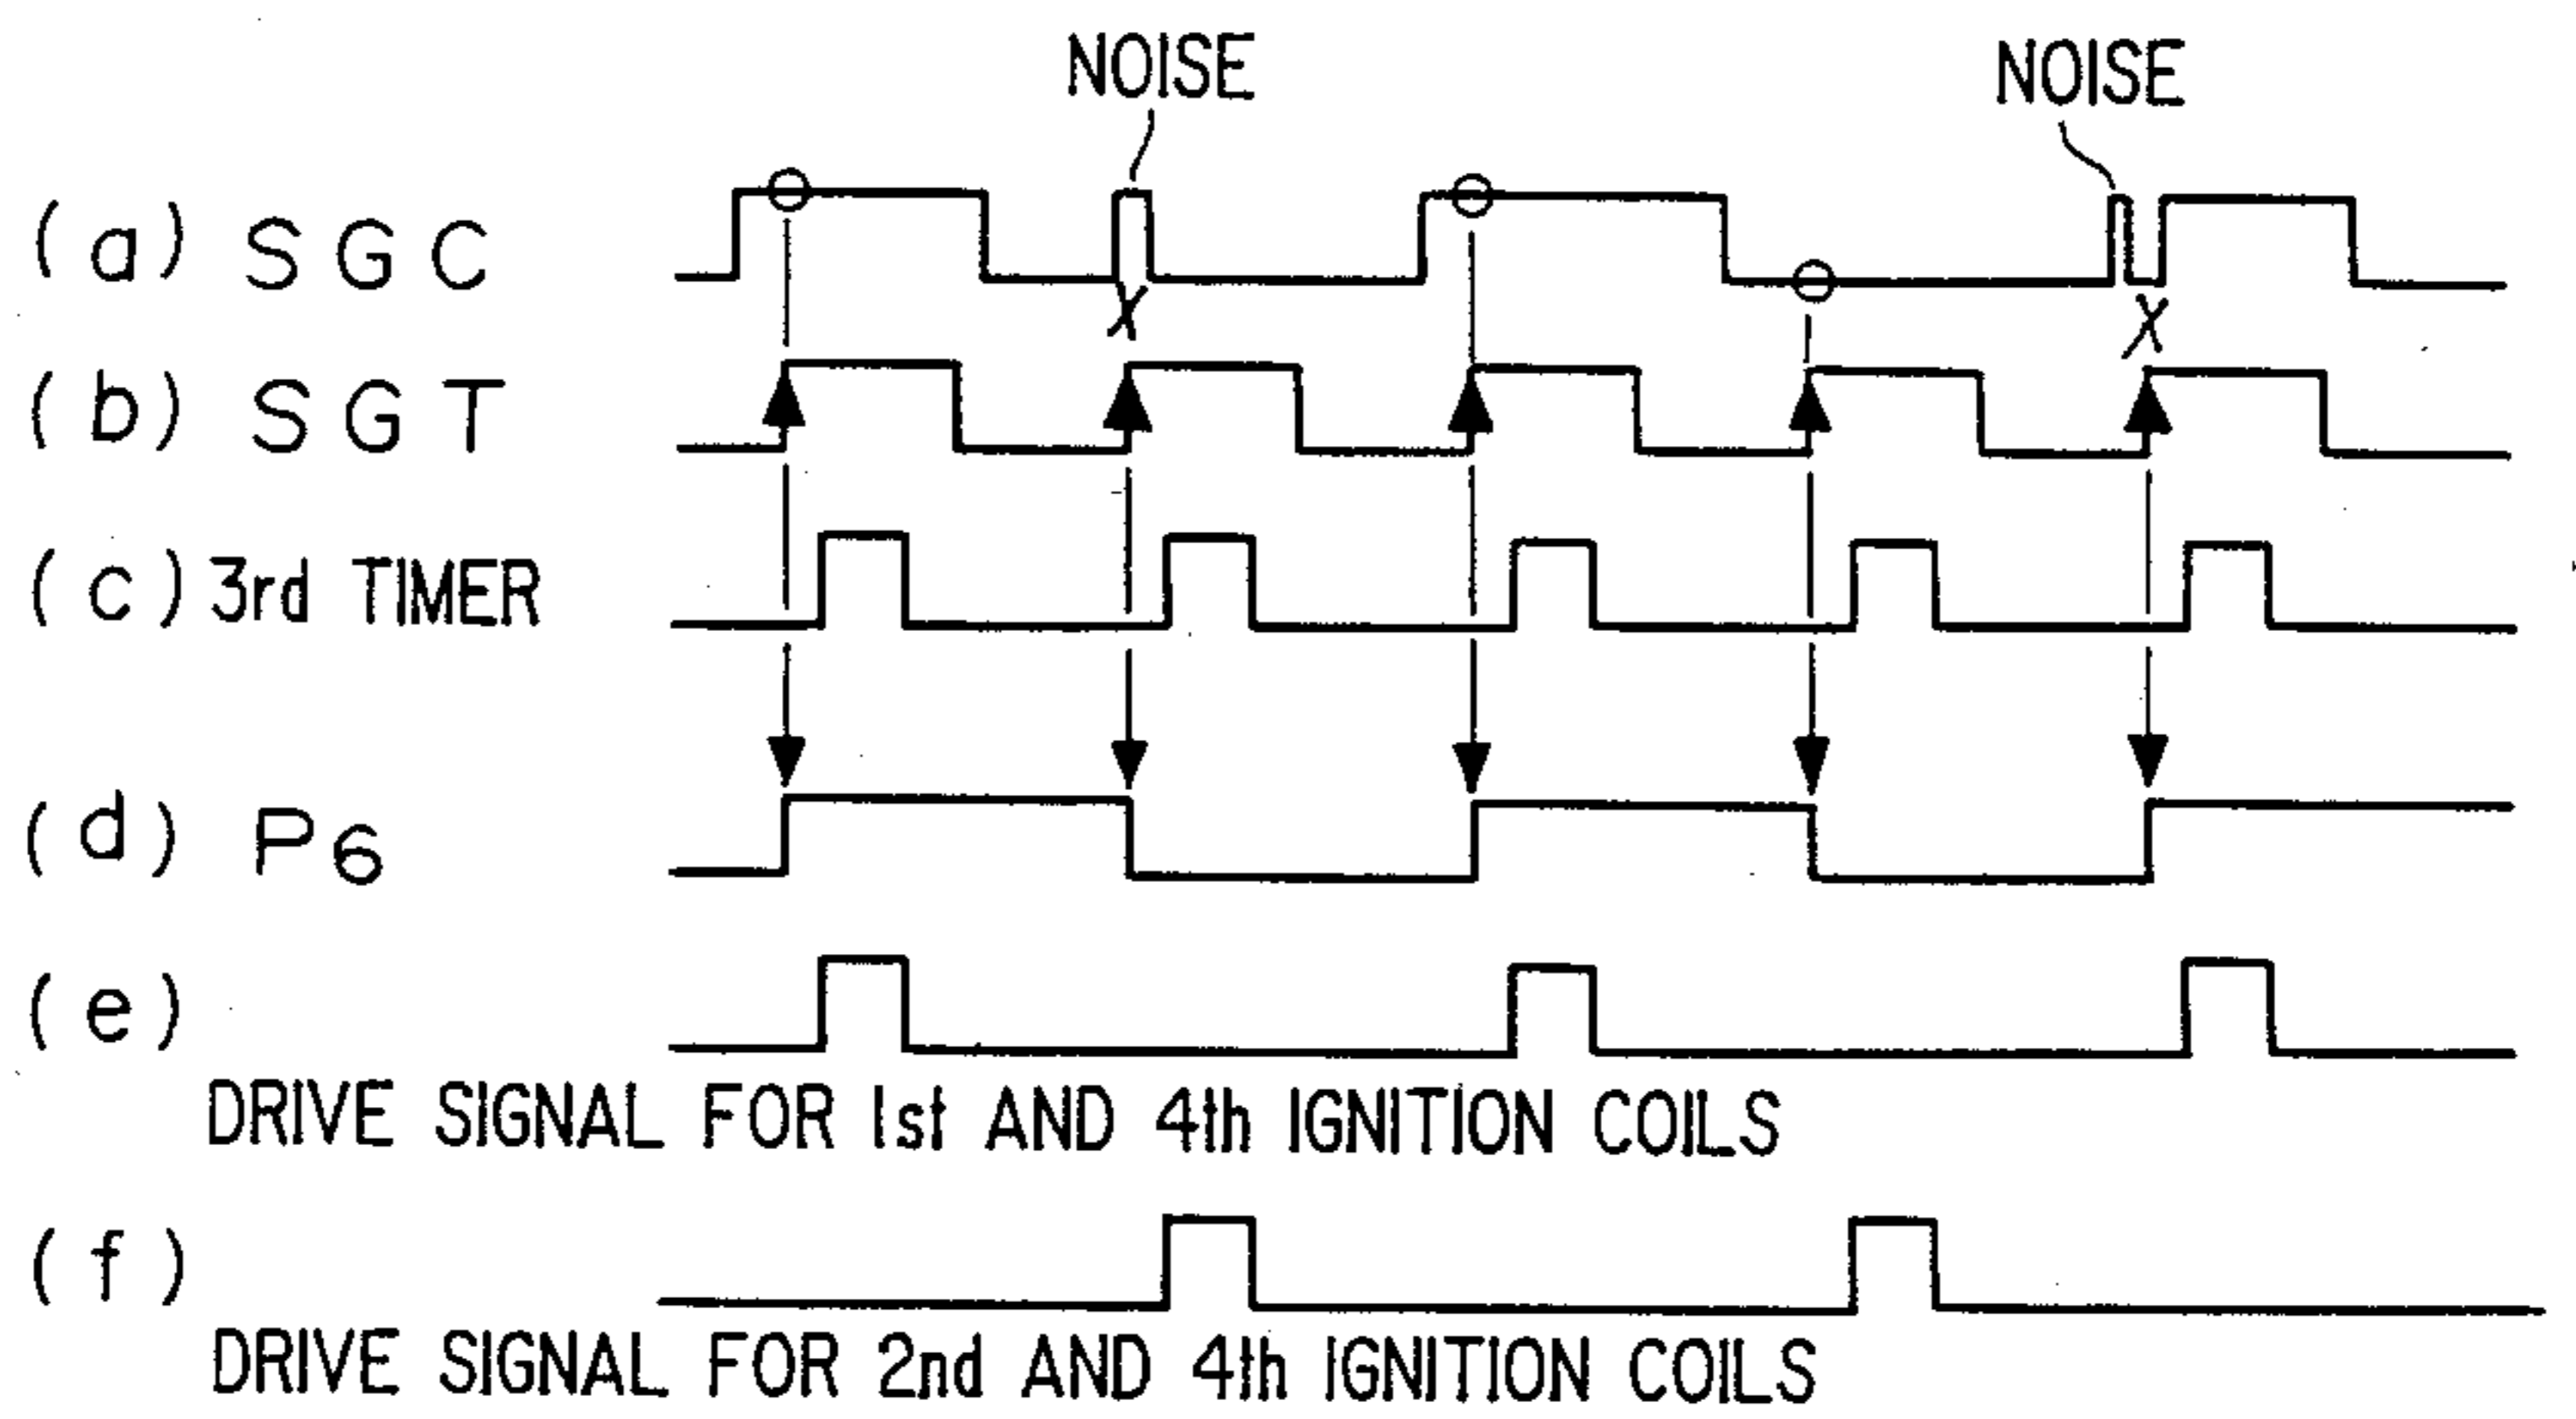 NOISE
NOISE
(a) SGC
X
X
(b) SGT
(c) 3rd TIMER
(d) P6
(e)
DRIVE SIGNAL FOR 1st AND 4th IGNITION COILS
(f)
DRIVE SIGNAL FOR 2nd AND 4th IGNITION COILS